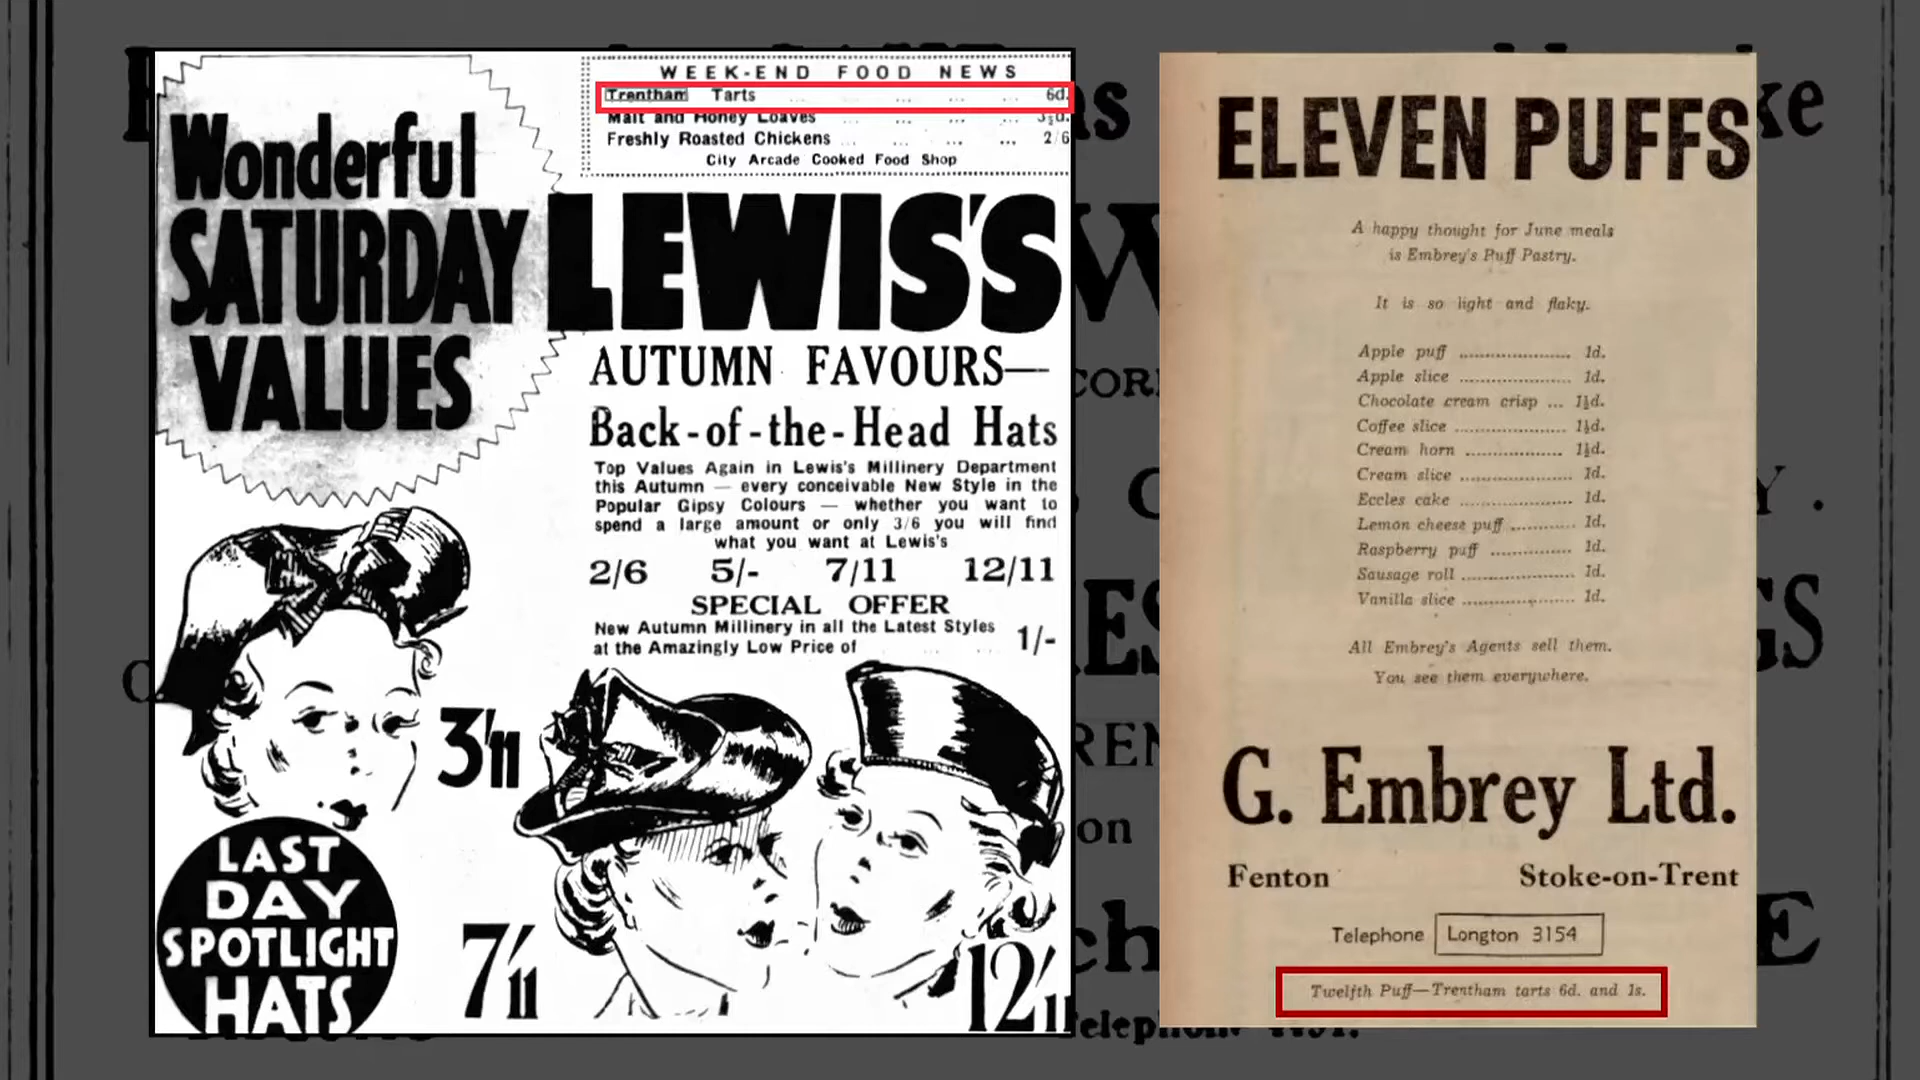 Wonderful
SATURDAY
VALUES
WEEK-END FOOD NEWS
Trentham Tarts ... ... ... ... 6d.
Malt and Honey Loaves ... ... ... 3½d.
Freshly Roasted Chickens ... ... ... 2/6
City Arcade Cooked Food Shop
LEWIS'S
AUTUMN FAVOURS—
Back-of-the-Head Hats
Top Values Again in Lewis's Millinery Department
this Autumn — every conceivable New Style in the
Popular Gipsy Colours — whether you want to
spend a large amount or only 3/6 you will find
what you want at Lewis's
2/6 5/- 7/11 12/11
SPECIAL OFFER
New Autumn Millinery in all the Latest Styles
at the Amazingly Low Price of ... ... 1/-
3/11
7/11
12/11
LAST
DAY
SPOTLIGHT
HATS
ELEVEN PUFFS
A happy thought for June meals
is Embrey's Puff Pastry.
It is so light and flaky.
Apple puff ........................ 1d.
Apple slice ........................ 1d.
Chocolate cream crisp ... 1½d.
Coffee slice ........................ 1½d.
Cream horn .................... 1½d.
Cream slice ........................ 1d.
Eccles cake ........................ 1d.
Lemon cheese puff ............. 1d.
Raspberry puff ................. 1d.
Sausage roll ........................ 1d.
Vanilla slice ........................ 1d.
All Embrey's Agents sell them.
You see them everywhere.
G. Embrey Ltd.
Fenton Stoke-on-Trent
Telephone Longton 3154
Twelfth Puff—Trentham tarts 6d. and 1s.